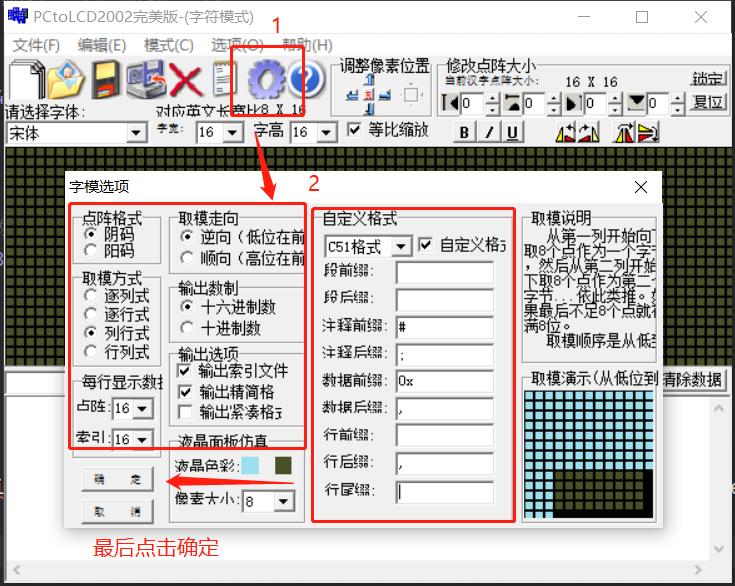 PCtoLCD2002完美版-(字符模式)
文件(F) 编辑(E) 模式(C) 选项(O) 帮助(H)
1
调整像素位置
修改点阵大小
当前汉字点阵大小: 16 X 16
锁定
0 0 0 0 复位
请选择字体: 对应英文长宽比8 X 16
宋体 字宽: 16 字高 16 等比缩放 B I U
字模选项
2
点阵格式
阴码
阳码
取模方式
逐列式
逐行式
列行式
行列式
每行显示数据
点阵: 16
索引: 16
确 定
取 消
取模走向
逆向(低位在前
顺向(高位在前
输出数制
十六进制数
十进制数
输出选项
输出索引文件
输出精简格
输出紧凑格式
液晶面板仿真
液晶色彩:
像素大小: 8
自定义格式
C51格式 自定义格式
段前缀:
段后缀:
注释前缀: #
注释后缀: ;
数据前缀: 0x
数据后缀: ,
行前缀:
行后缀: ,
行尾缀:
取模说明
从第一列开始向下
取8个点作为一个字节
,然后从第二列开始
下取8个点作为第二个
字节...依此类推。如
果最后不足8个点就补
满8位。
取模顺序是从低到
取模演示(从低位到
清除数据
最后点击确定